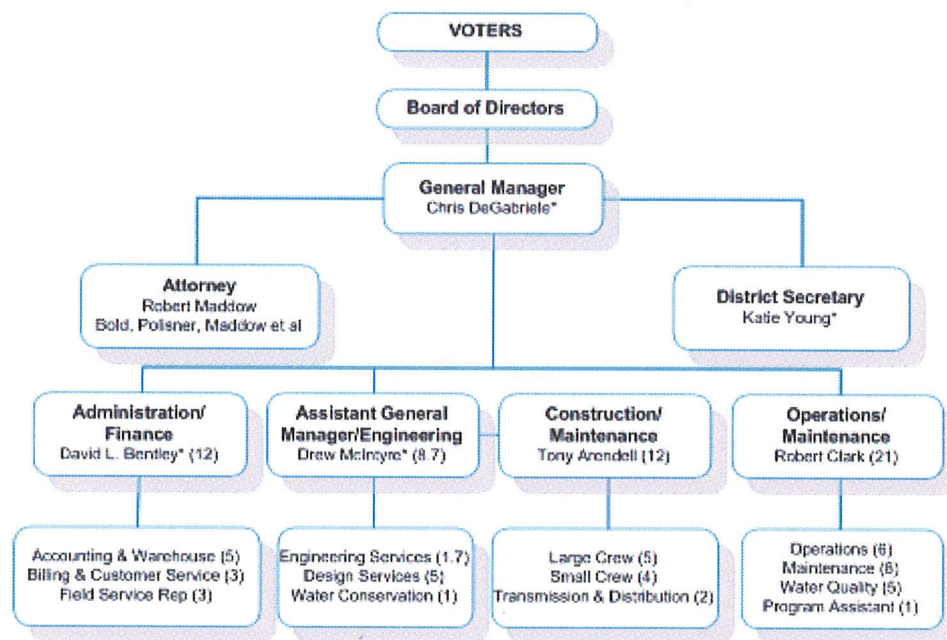 VOTERS
Board of Directors
General Manager
Chris DeGabriele*
Attorney
Robert Maddow
Bold, Polisner, Maddow et al
District Secretary
Katie Young*
Administration/
Finance
David L. Bentley* (12)
Assistant General
Manager/Engineering
Drew McIntyre* (8.7)
Construction/
Maintenance
Tony Arendell (12)
Operations/
Maintenance
Robert Clark (21)
Accounting & Warehouse (5)
Billing & Customer Service (3)
Field Service Rep (3)
Engineering Services (1.7)
Design Services (5)
Water Conservation (1)
Large Crew (5)
Small Crew (4)
Transmission & Distribution (2)
Operations (6)
Maintenance (8)
Water Quality (5)
Program Assistant (1)